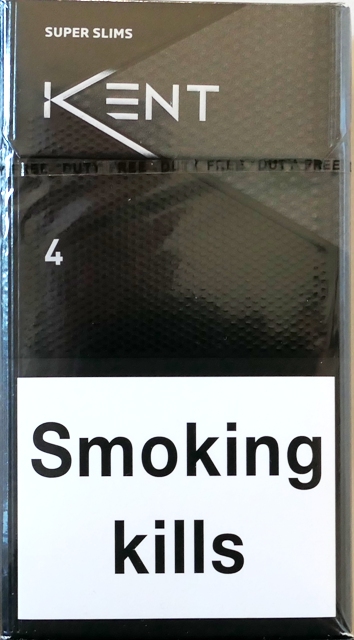 SUPER SLIMS
KENT
DUTY FREE DUTY FREE DUTY FREE
4
Smoking
kills